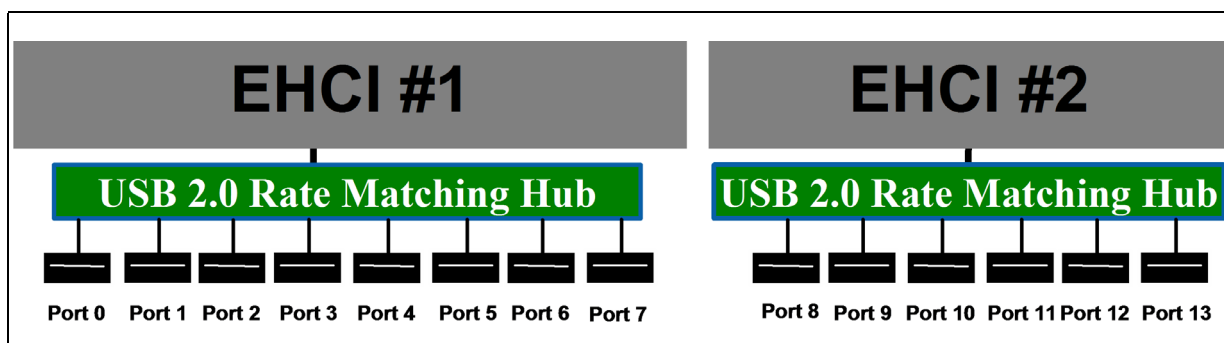 EHCI #1
EHCI #2
USB 2.0 Rate Matching Hub
USB 2.0 Rate Matching Hub
Port 0 Port 1 Port 2 Port 3 Port 4 Port 5 Port 6 Port 7
Port 8 Port 9 Port 10 Port 11 Port 12 Port 13